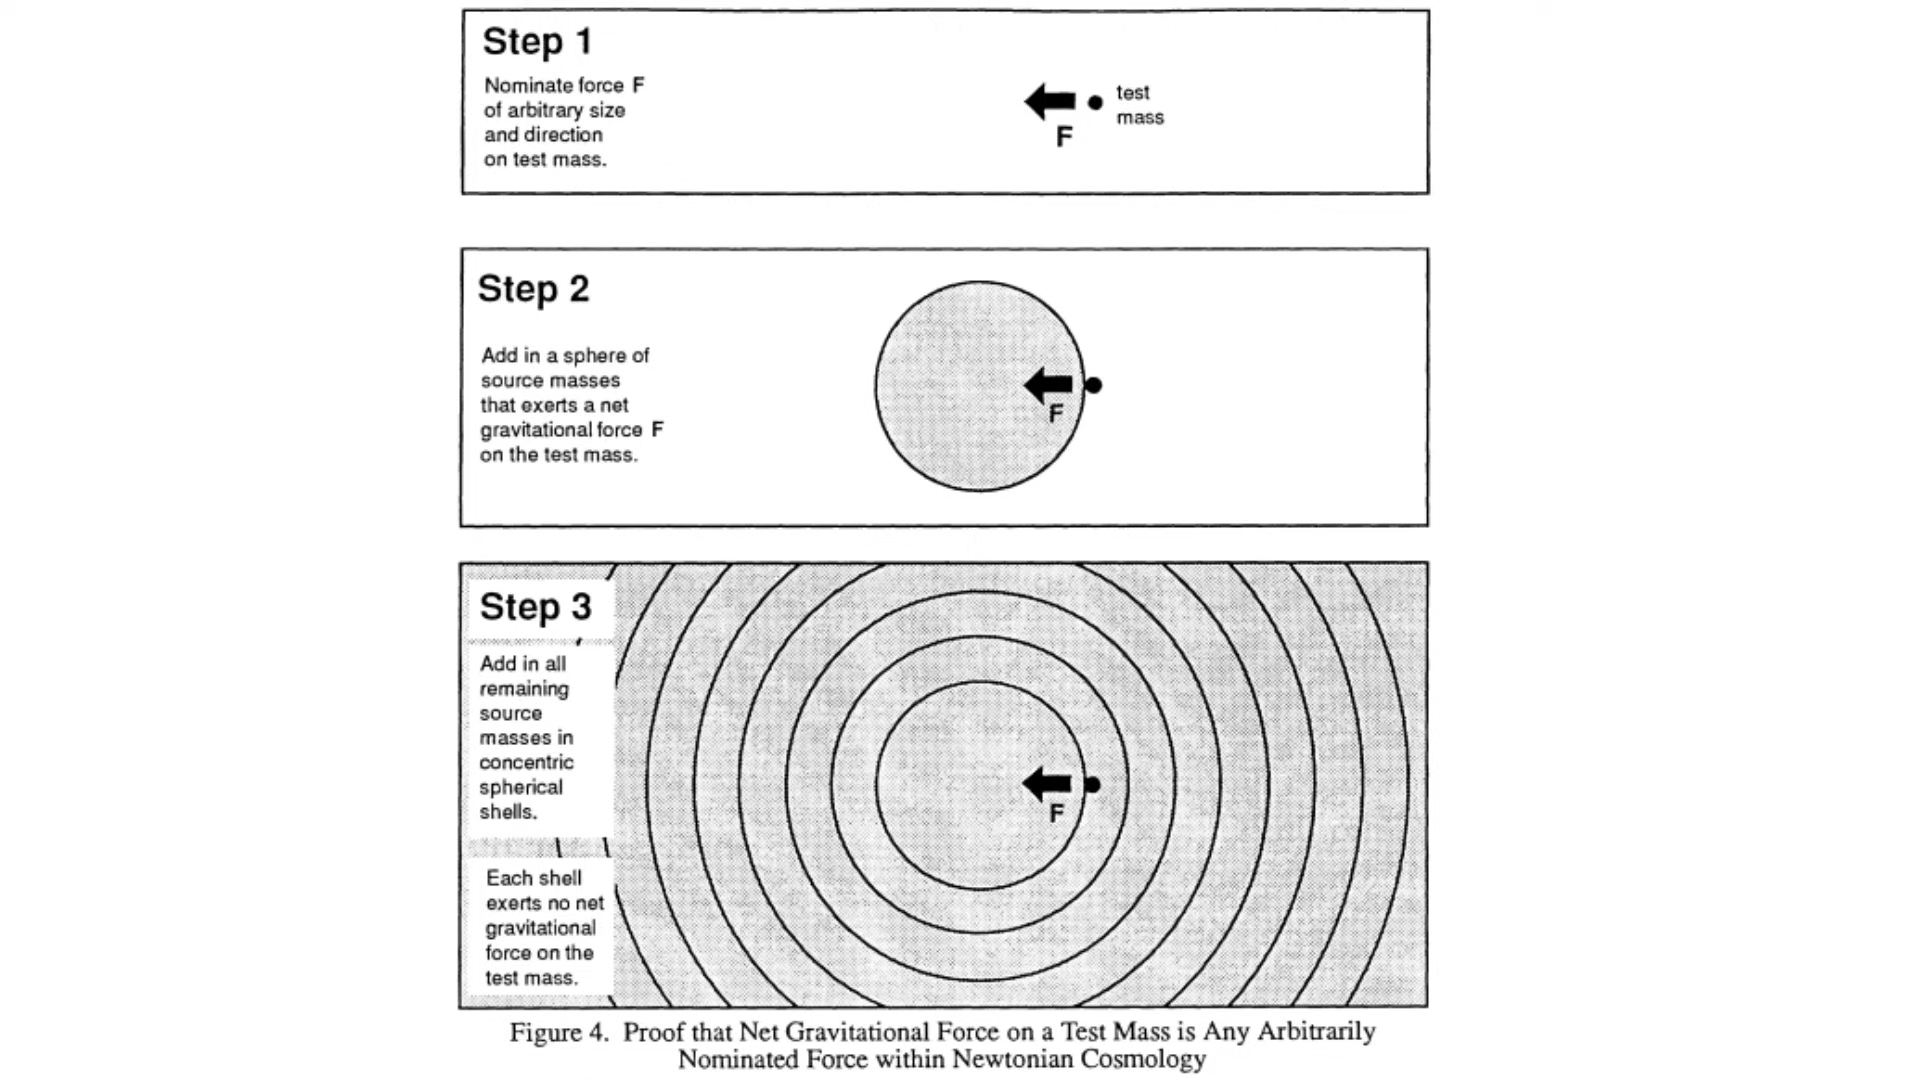 Step 1
Nominate force F
of arbitrary size
and direction
on test mass.
test
mass
F
Step 2
Add in a sphere of
source masses
that exerts a net
gravitational force F
on the test mass.
F
Step 3
Add in all
remaining
source
masses in
concentric
spherical
shells.
Each shell
exerts no net
gravitational
force on the
test mass.
F
Figure 4. Proof that Net Gravitational Force on a Test Mass is Any Arbitrarily
Nominated Force within Newtonian Cosmology